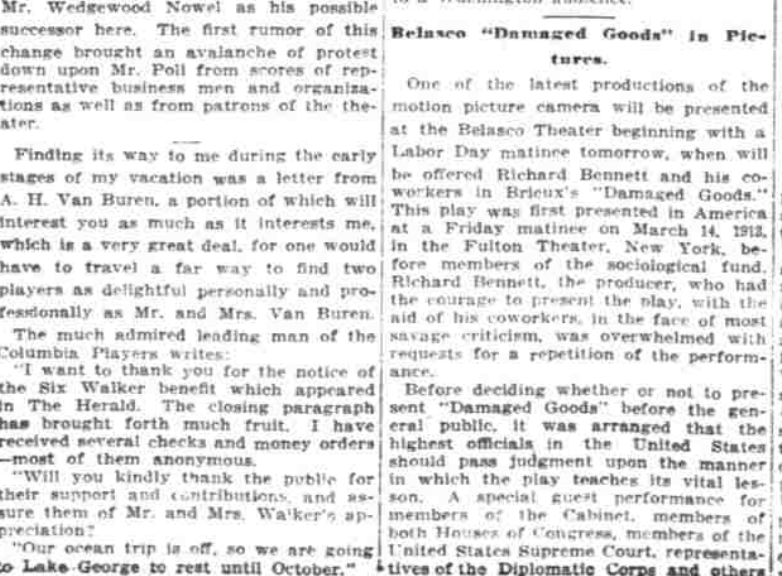 Mr. Wedgewood Nowel as his possible
successor here. The first rumor of this
change brought an avalanche of protest
down upon Mr. Poli from scores of rep-
resentative business men and organiza-
tions as well as from patrons of the the-
ater.
Finding its way to me during the early
stages of my vacation was a letter from
A. H. Van Buren, a portion of which will
interest you as much as it interests me,
which is a very great deal, for one would
have to travel a far way to find two
players as delightful personally and pro-
fessionally as Mr. and Mrs. Van Buren.
The much admired leading man of the
Columbia Players writes:
"I want to thank you for the notice of
the Six Walker benefit which appeared
in The Herald. The closing paragraph
has brought forth much fruit. I have
received several checks and money orders
—most of them anonymous.
"Will you kindly thank the public for
their support and contributions, and as-
sure them of Mr. and Mrs. Walker's ap-
preciation?
"Our ocean trip is off, so we are going
to Lake George to rest until October."
to a Washington audience.
Belasco "Damaged Goods" in Pic-
tures.
One of the latest productions of the
motion picture camera will be presented
at the Belasco Theater beginning with a
Labor Day matinee tomorrow, when will
be offered Richard Bennett and his co-
workers in Brieux's "Damaged Goods."
This play was first presented in America
at a Friday matinee on March 14, 1913,
in the Fulton Theater, New York, be-
fore members of the sociological fund.
Richard Bennett, the producer, who had
the courage to present the play, with the
aid of his coworkers, in the face of most
savage criticism, was overwhelmed with
requests for a repetition of the perform-
ance.
Before deciding whether or not to pre-
sent "Damaged Goods" before the gen-
eral public, it was arranged that the
highest officials in the United States
should pass judgment upon the manner
in which the play teaches its vital les-
son. A special guest performance for
members of the Cabinet, members of
both Houses of Congress, members of the
United States Supreme Court, representa-
tives of the Diplomatic Corps and others